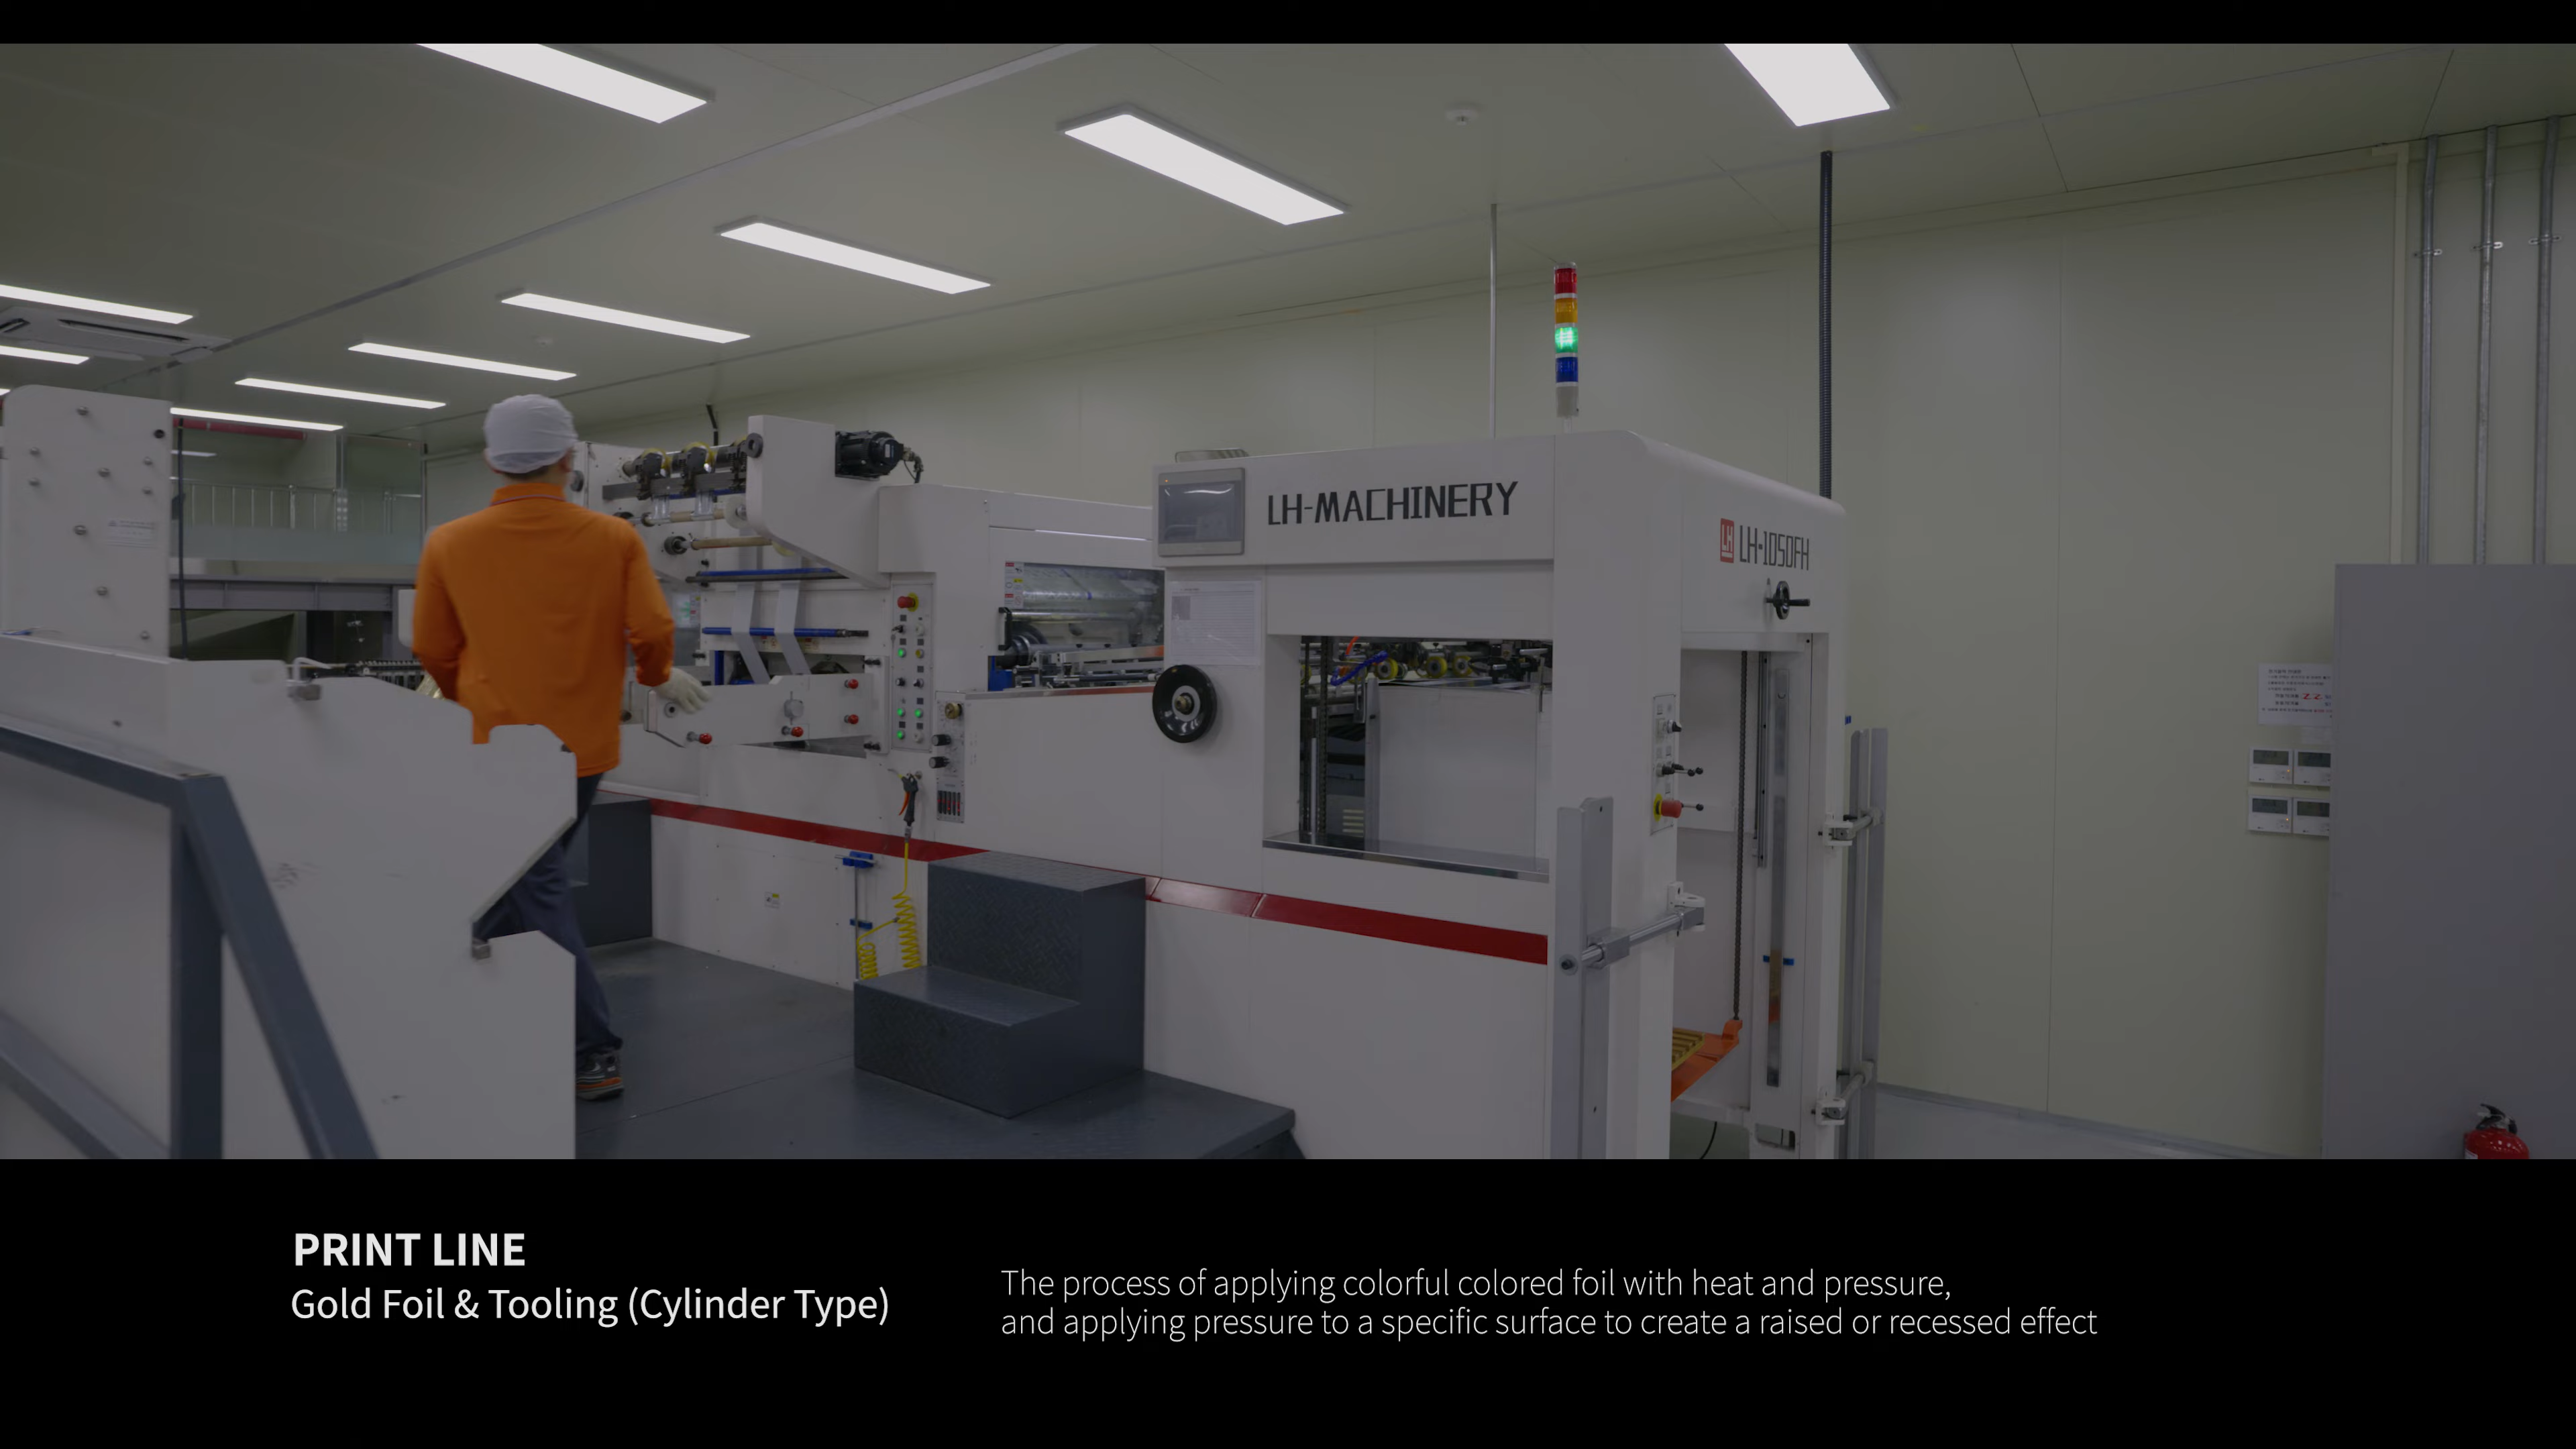 LH-MACHINERY
LH LH-1050FH
PRINT LINE
Gold Foil & Tooling (Cylinder Type)
The process of applying colorful colored foil with heat and pressure,
and applying pressure to a specific surface to create a raised or recessed effect